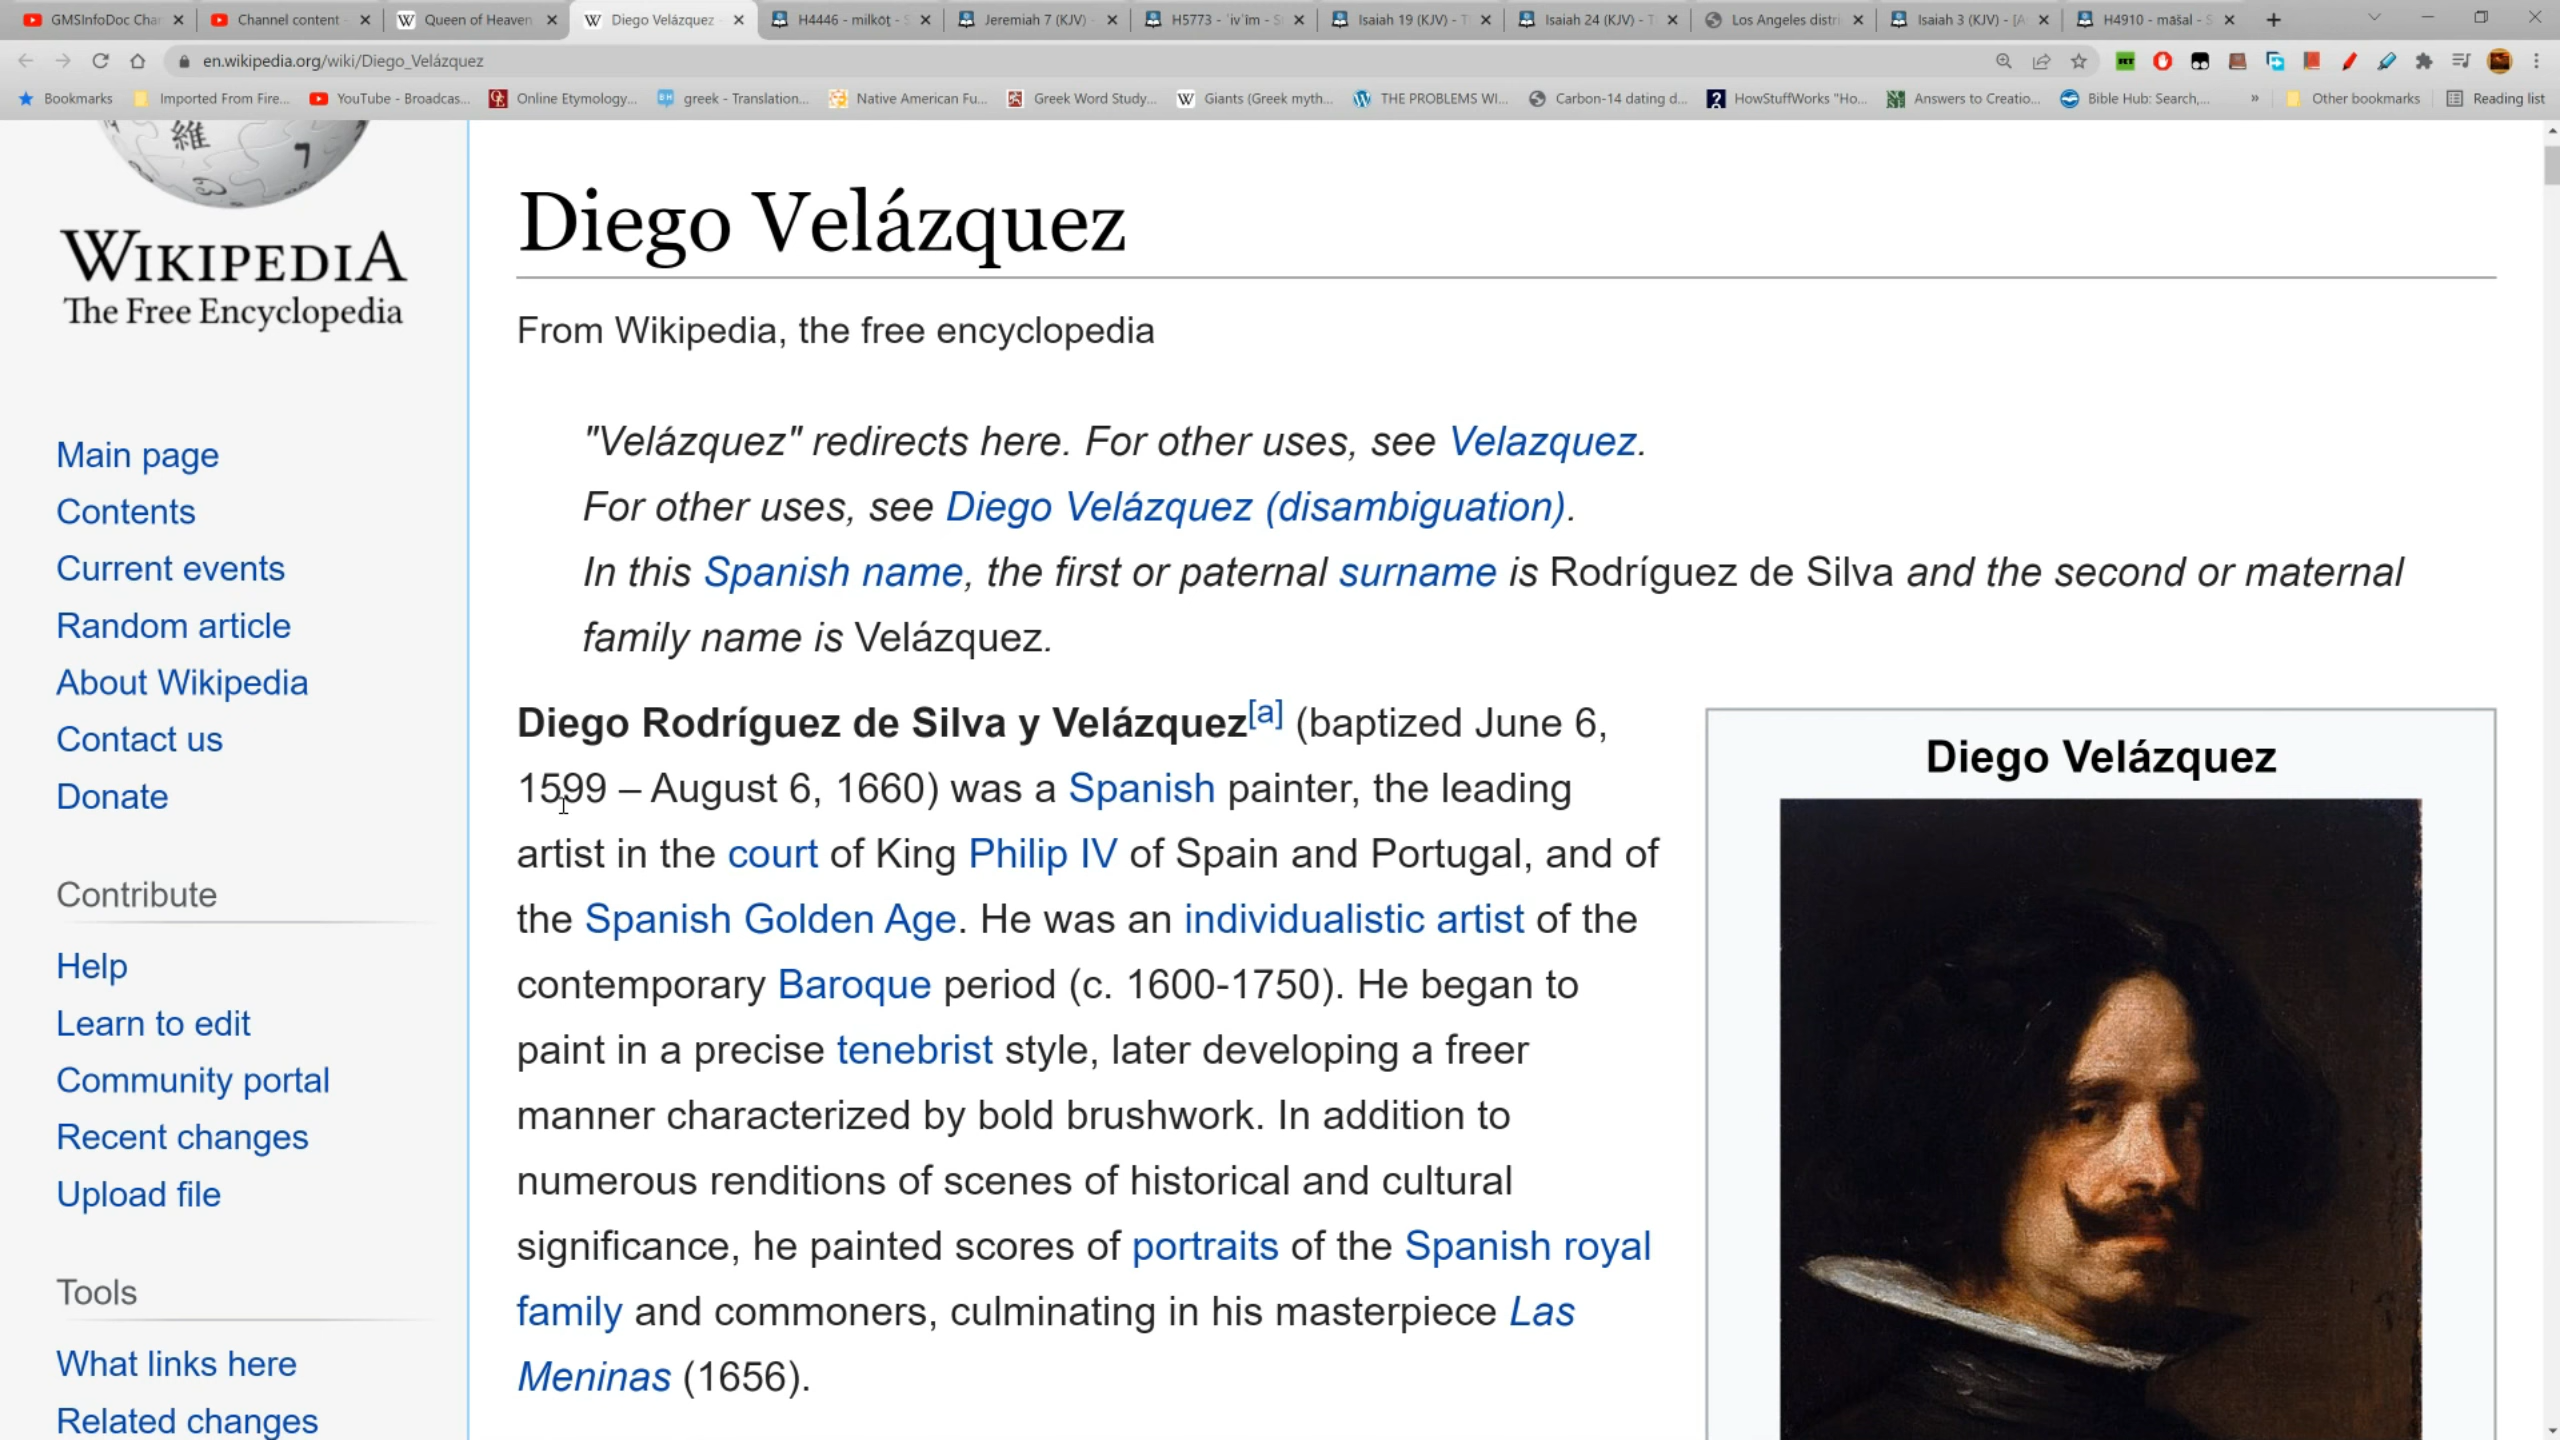 GMSInfoDoc Cha
Channel content
Queen of Heaven
Diego Velázquez
H4446 - milkōṯ - S
Jeremiah 7 (KJV) -
H5773 - ʿivʿîm - S
Isaiah 19 (KJV) - T
Isaiah 24 (KJV) - T
Los Angeles distri
Isaiah 3 (KJV) - [A
H4910 - māšal - S
en.wikipedia.org/wiki/Diego_Velázquez
Bookmarks
Imported From Fire...
YouTube - Broadcas...
Online Etymology...
greek - Translation...
Native American Fu...
Greek Word Study...
Giants (Greek myth...
THE PROBLEMS WI...
Carbon-14 dating d...
HowStuffWorks "Ho...
Answers to Creatio...
Bible Hub: Search,...
»
Other bookmarks
Reading list
維
7
WIKIPEDIA
The Free Encyclopedia
Main page
Contents
Current events
Random article
About Wikipedia
Contact us
Donate
Contribute
Help
Learn to edit
Community portal
Recent changes
Upload file
Tools
What links here
Related changes
Diego Velázquez
From Wikipedia, the free encyclopedia
"Velázquez" redirects here. For other uses, see Velazquez.
For other uses, see Diego Velázquez (disambiguation).
In this Spanish name, the first or paternal surname is Rodríguez de Silva and the second or maternal
family name is Velázquez.
Diego Rodríguez de Silva y Velázquez[a] (baptized June 6,
1599 – August 6, 1660) was a Spanish painter, the leading
artist in the court of King Philip IV of Spain and Portugal, and of
the Spanish Golden Age. He was an individualistic artist of the
contemporary Baroque period (c. 1600-1750). He began to
paint in a precise tenebrist style, later developing a freer
manner characterized by bold brushwork. In addition to
numerous renditions of scenes of historical and cultural
significance, he painted scores of portraits of the Spanish royal
family and commoners, culminating in his masterpiece Las
Meninas (1656).
Diego Velázquez